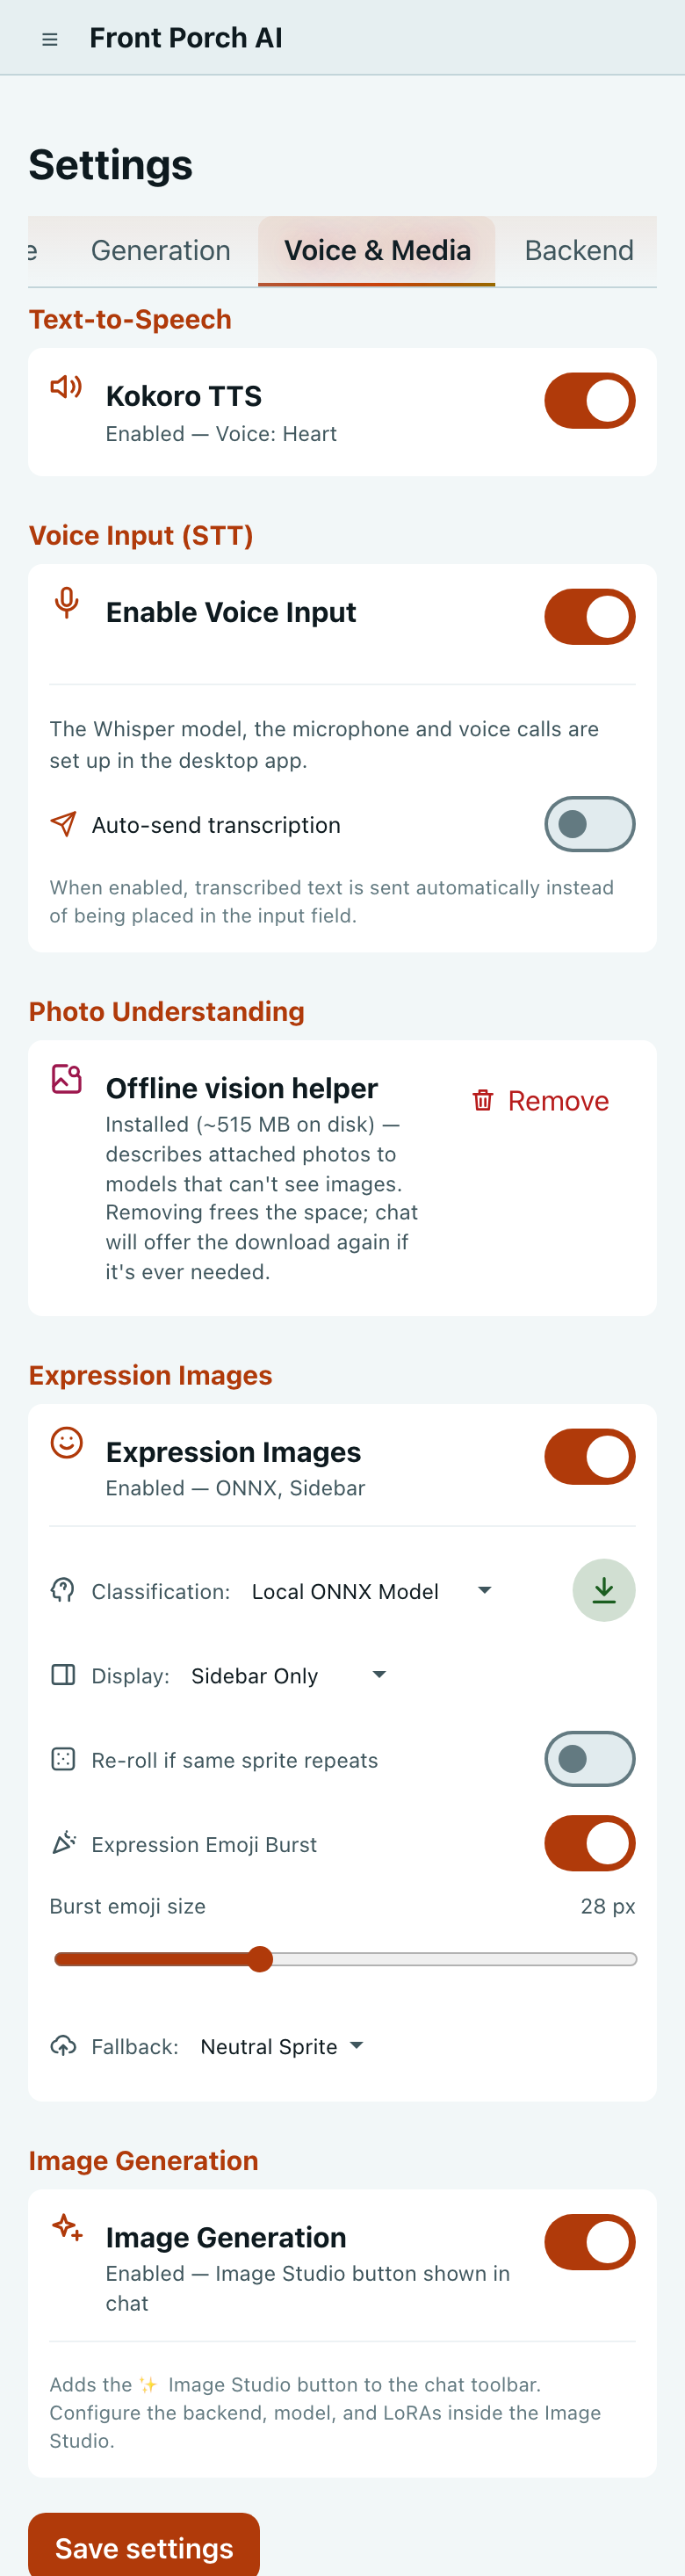 Front Porch AI
Settings
e Generation Voice & Media Backend
Text-to-Speech
Kokoro TTS
Enabled — Voice: Heart
Voice Input (STT)
Enable Voice Input
The Whisper model, the microphone and voice calls are
set up in the desktop app.
Auto-send transcription
When enabled, transcribed text is sent automatically instead
of being placed in the input field.
Photo Understanding
Offline vision helper
Remove
Installed (~515 MB on disk) —
describes attached photos to
models that can't see images.
Removing frees the space; chat
will offer the download again if
it's ever needed.
Expression Images
Expression Images
Enabled — ONNX, Sidebar
Classification: Local ONNX Model
Display: Sidebar Only
Re-roll if same sprite repeats
Expression Emoji Burst
Burst emoji size 28 px
Fallback: Neutral Sprite
Image Generation
Image Generation
Enabled — Image Studio button shown in
chat
Adds the ✨ Image Studio button to the chat toolbar.
Configure the backend, model, and LoRAs inside the Image
Studio.
Save settings